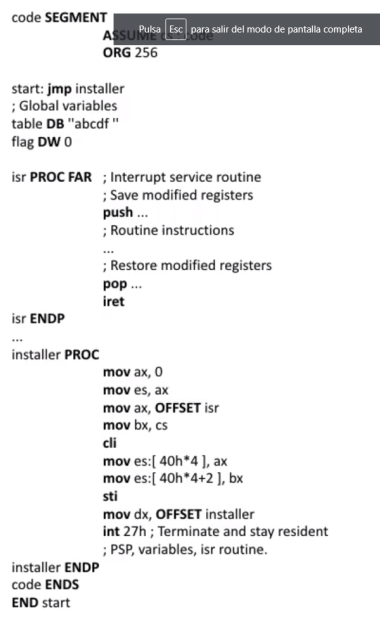 code SEGMENT
Pulsa Esc para salir del modo de pantalla completa
ASSUME cs: code
ORG 256
start: jmp installer
; Global variables
table DB "abcdf "
flag DW 0
isr PROC FAR ; Interrupt service routine
; Save modified registers
push ...
; Routine instructions
...
; Restore modified registers
pop ...
iret
isr ENDP
...
installer PROC
mov ax, 0
mov es, ax
mov ax, OFFSET isr
mov bx, cs
cli
mov es:[ 40h*4 ], ax
mov es:[ 40h*4+2 ], bx
sti
mov dx, OFFSET installer
int 27h ; Terminate and stay resident
; PSP, variables, isr routine.
installer ENDP
code ENDS
END start